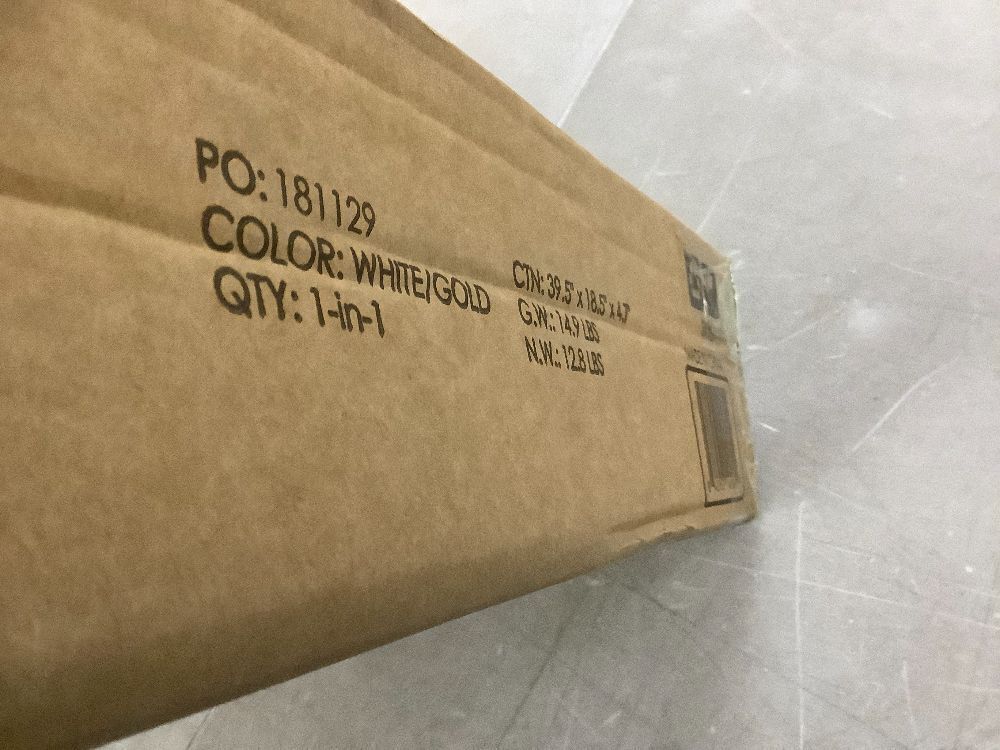 PO: 181129
COLOR: WHITE/GOLD
QTY: 1-in-1
CTN: 39.5" x 18.5" x 4.7"
G.W.: 14.9 LBS
N.W.: 12.8 LBS